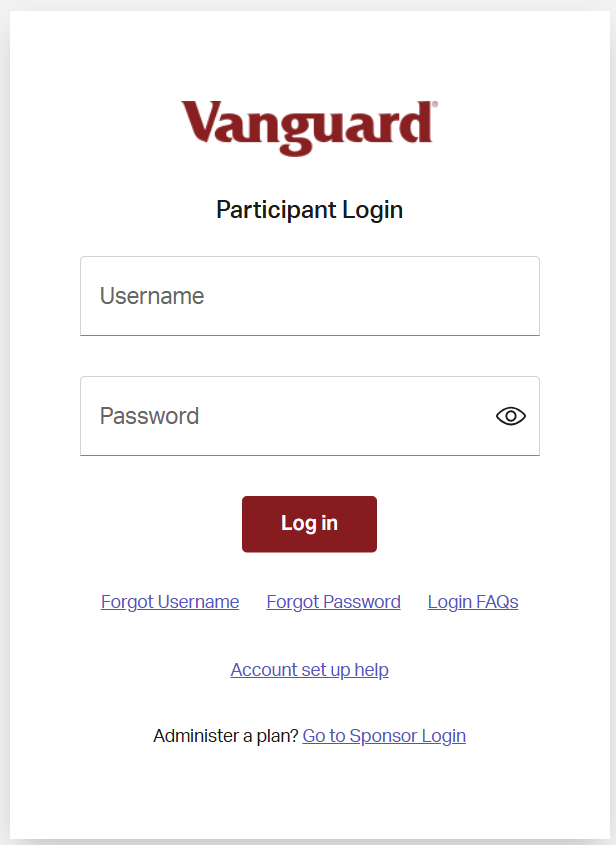 Vanguard®
Participant Login
Username
Password
Log in
Forgot Username Forgot Password Login FAQs
Account set up help
Administer a plan? Go to Sponsor Login